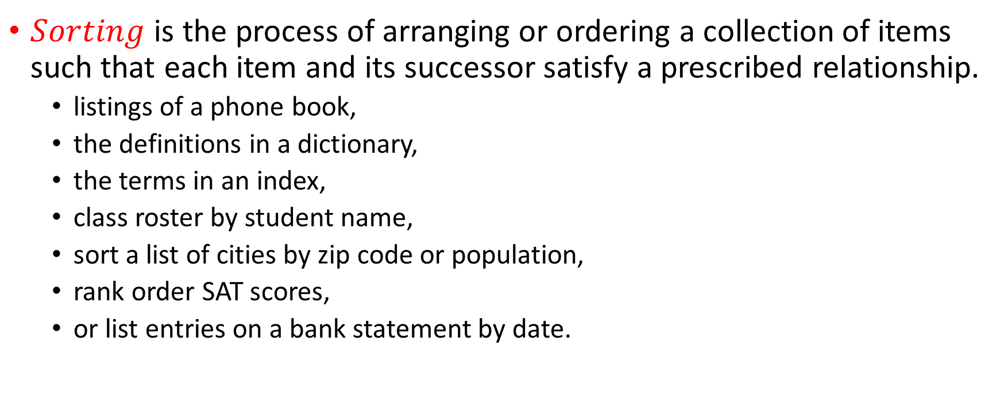 • Sorting is the process of arranging or ordering a collection of items
such that each item and its successor satisfy a prescribed relationship.
• listings of a phone book,
• the definitions in a dictionary,
• the terms in an index,
• class roster by student name,
• sort a list of cities by zip code or population,
• rank order SAT scores,
• or list entries on a bank statement by date.